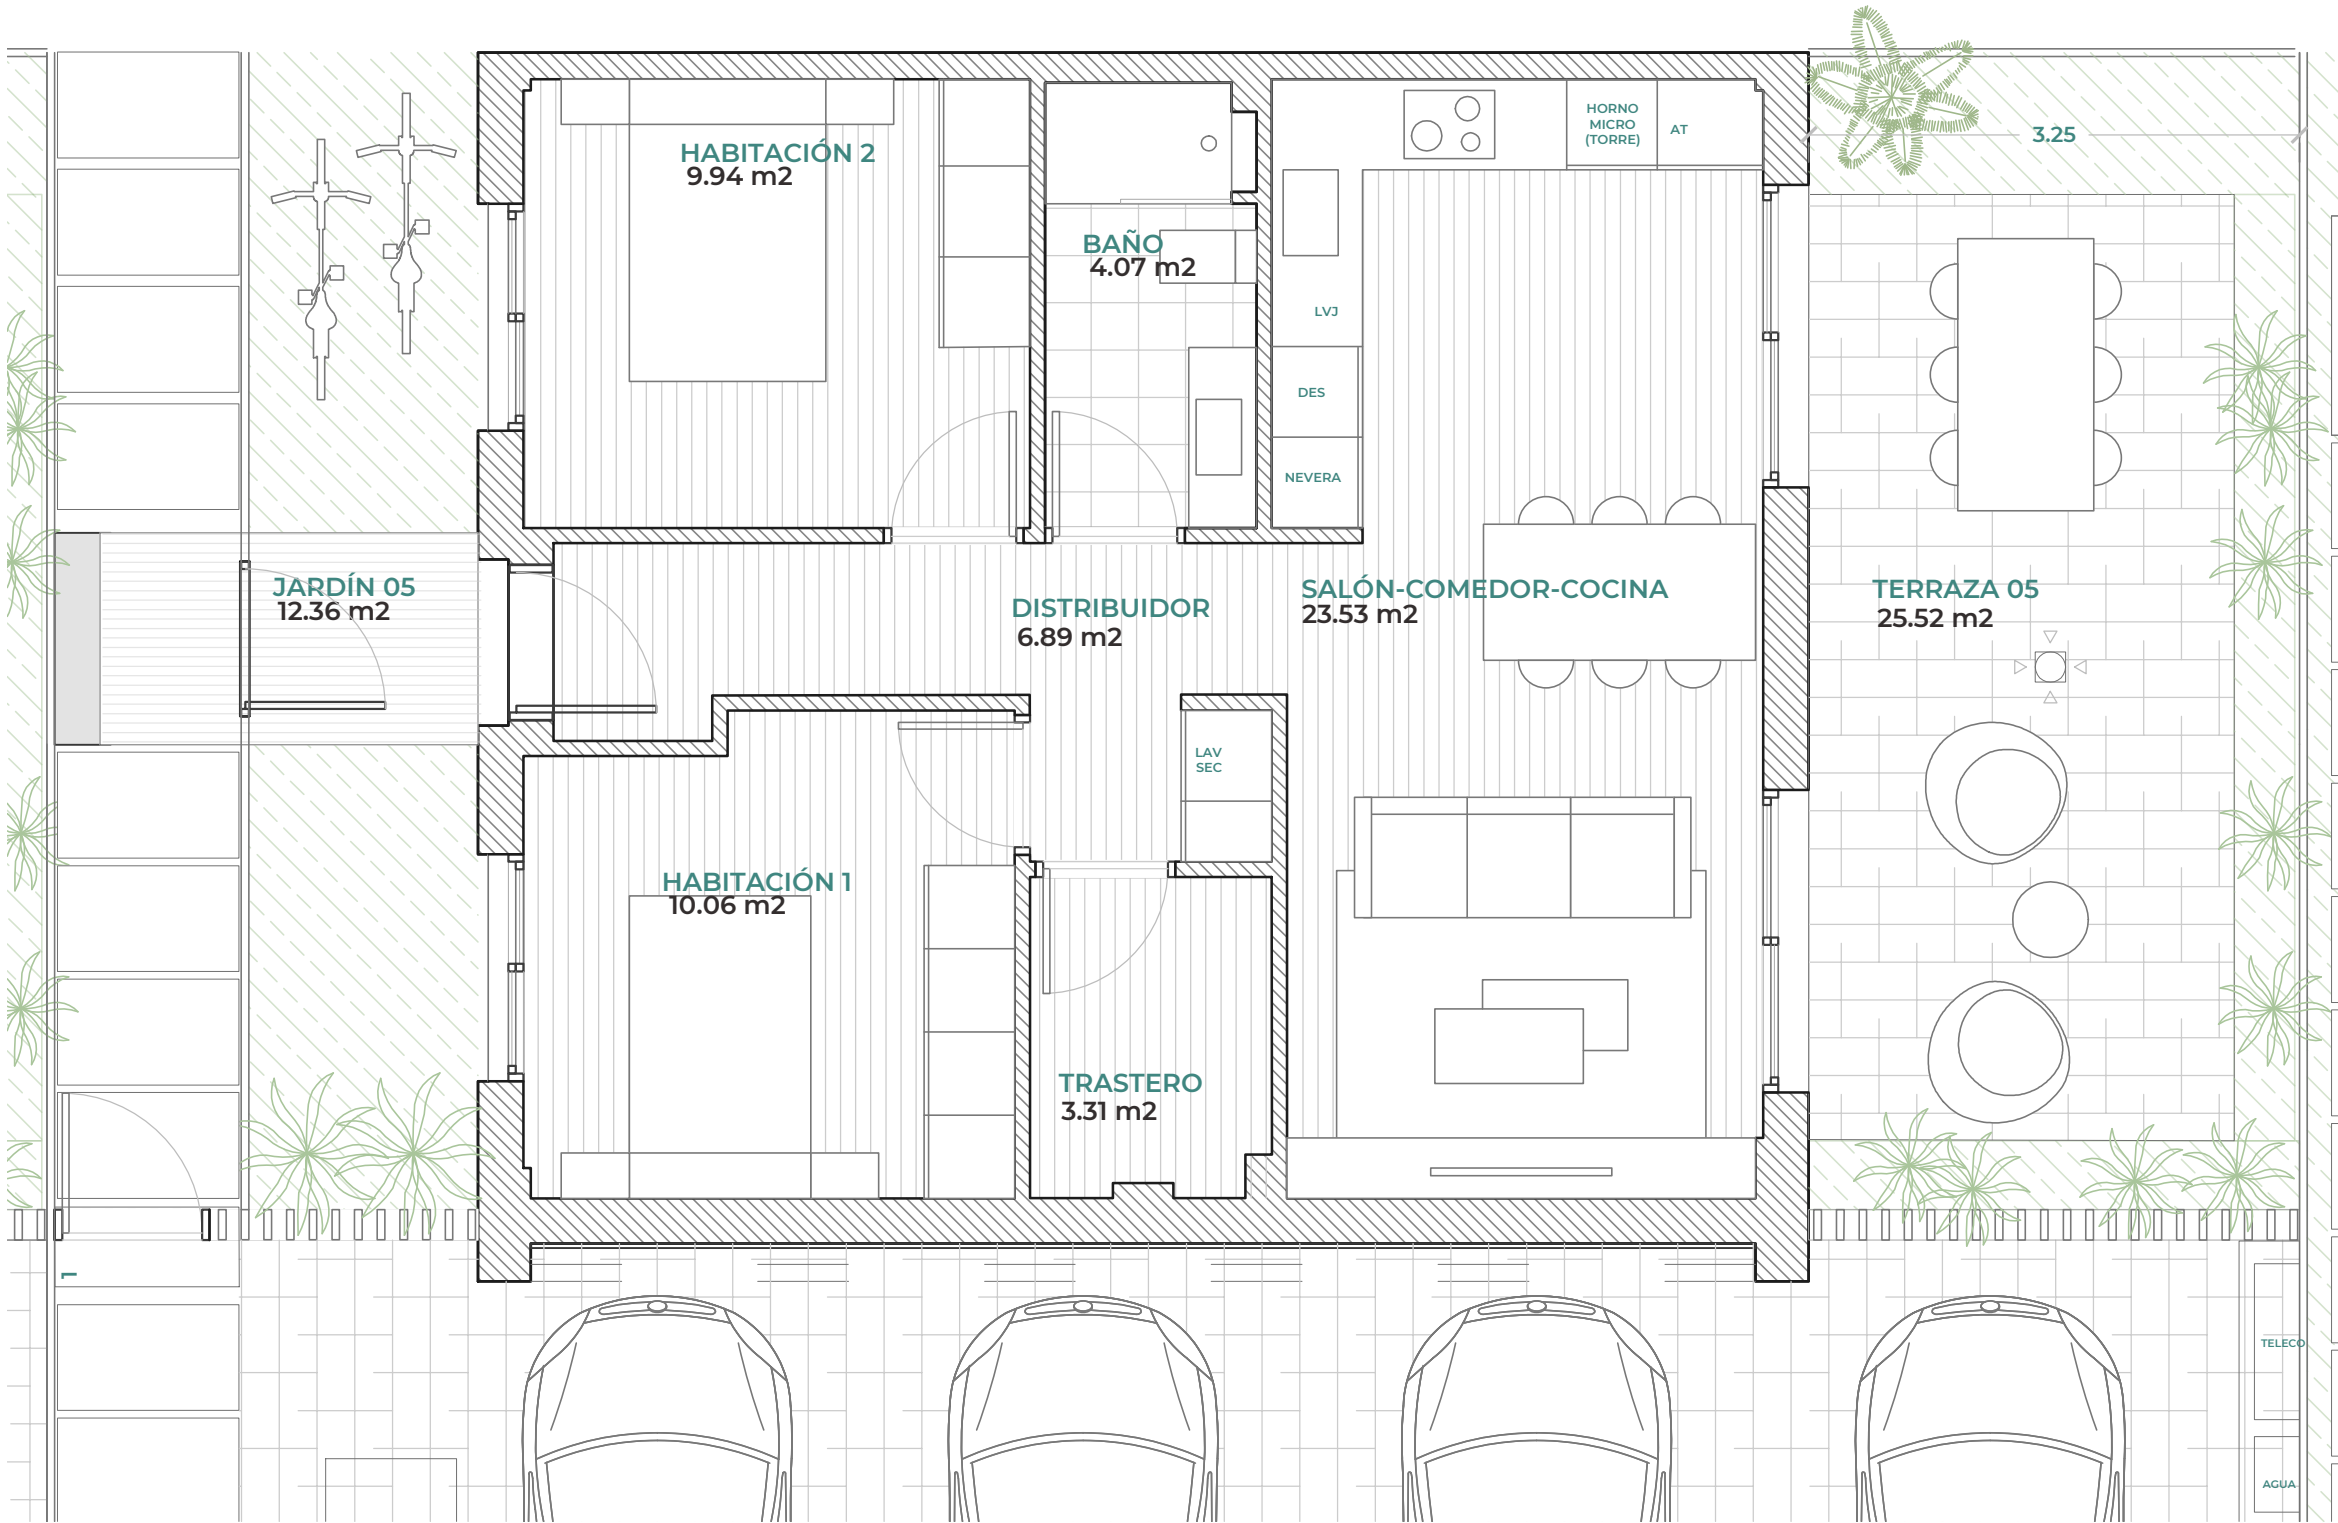 HORNO
MICRO
(TORRE)
AT
3.25
HABITACIÓN 2
9.94 m2
BAÑO
4.07 m2
LVJ
DES
NEVERA
JARDÍN 05
12.36 m2
DISTRIBUIDOR
6.89 m2
SALÓN-COMEDOR-COCINA
23.53 m2
TERRAZA 05
25.52 m2
LAV
SEC
HABITACIÓN 1
10.06 m2
TRASTERO
3.31 m2
1
TELECO
AGUA